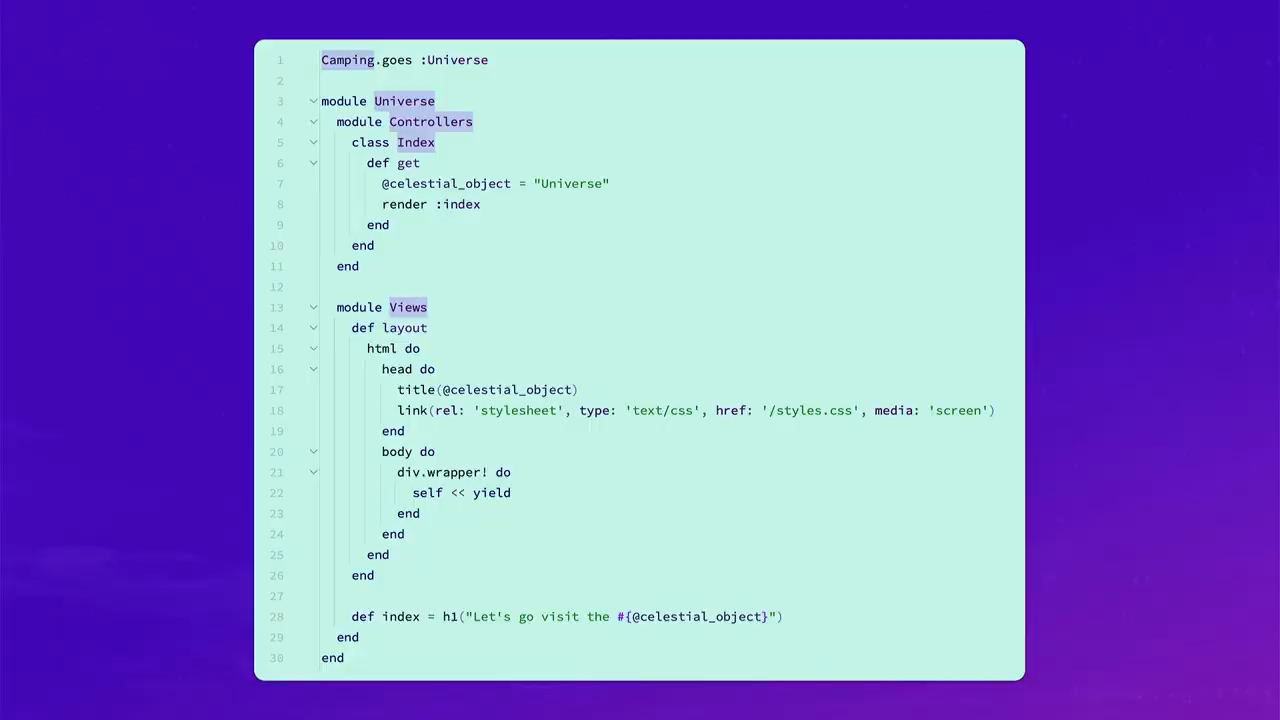 1 Camping.goes :Universe
2
3 module Universe
4 module Controllers
5 class Index
6 def get
7 @celestial_object = "Universe"
8 render :index
9 end
10 end
11 end
12
13 module Views
14 def layout
15 html do
16 head do
17 title(@celestial_object)
18 link(rel: 'stylesheet', type: 'text/css', href: '/styles.css', media: 'screen')
19 end
20 body do
21 div.wrapper! do
22 self << yield
23 end
24 end
25 end
26 end
27
28 def index = h1("Let's go visit the #{@celestial_object}")
29 end
30 end